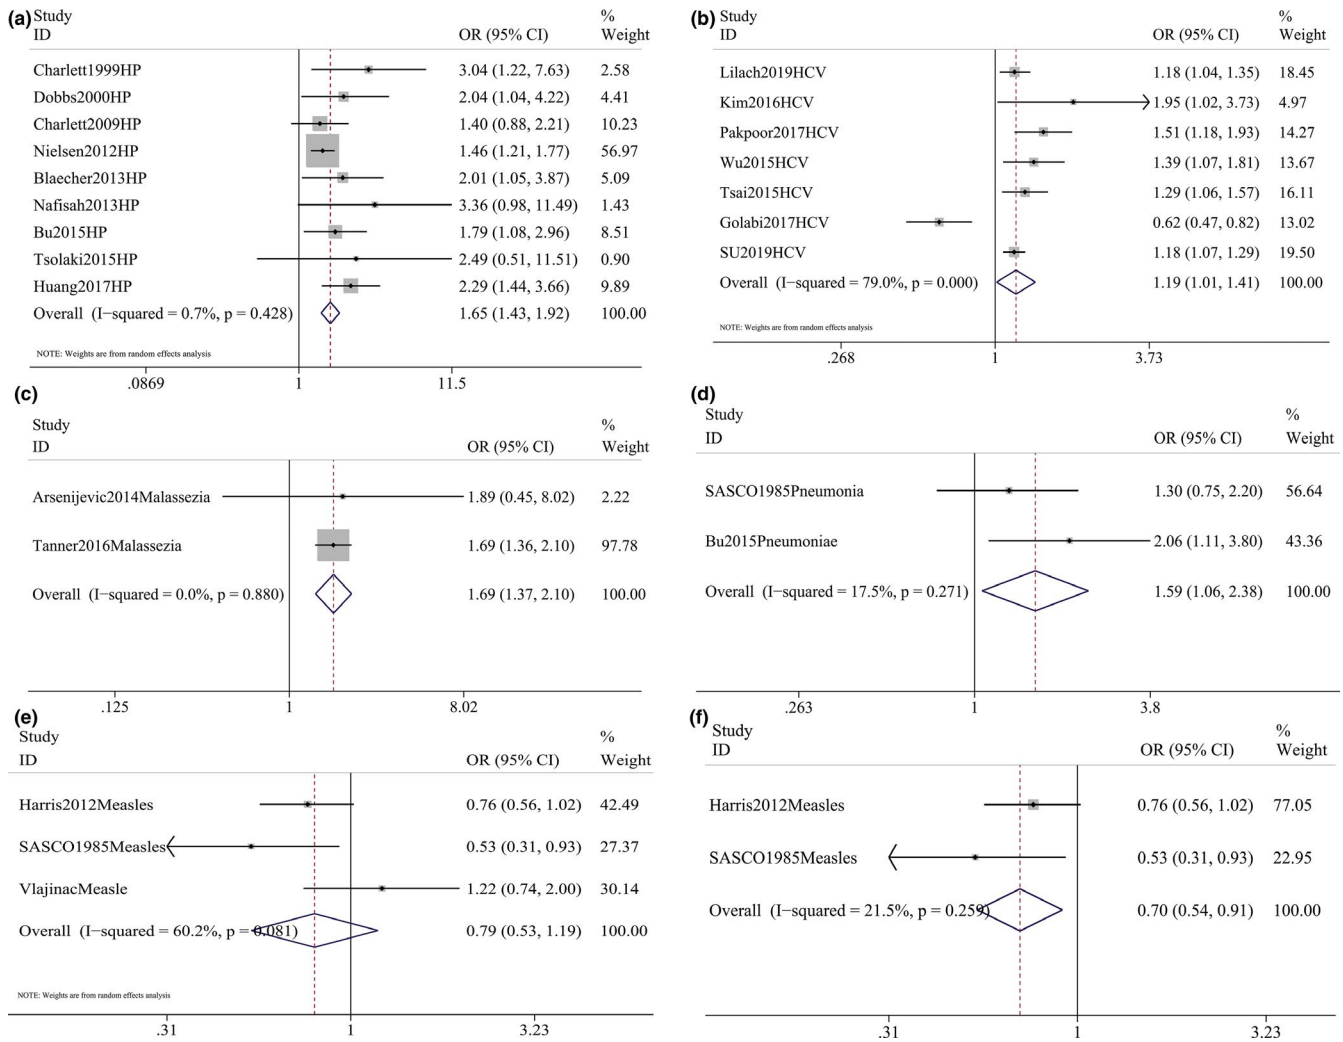 (a) Study %
ID OR (95% CI) Weight
Charlett1999HP 3.04 (1.22, 7.63) 2.58
Dobbs2000HP 2.04 (1.04, 4.22) 4.41
Charlett2009HP 1.40 (0.88, 2.21) 10.23
Nielsen2012HP 1.46 (1.21, 1.77) 56.97
Blaecher2013HP 2.01 (1.05, 3.87) 5.09
Nafisah2013HP 3.36 (0.98, 11.49) 1.43
Bu2015HP 1.79 (1.08, 2.96) 8.51
Tsolaki2015HP 2.49 (0.51, 11.51) 0.90
Huang2017HP 2.29 (1.44, 3.66) 9.89
Overall (I−squared = 0.7%, p = 0.428) 1.65 (1.43, 1.92) 100.00
NOTE: Weights are from random effects analysis
.0869 1 11.5
(b) Study %
ID OR (95% CI) Weight
Lilach2019HCV 1.18 (1.04, 1.35) 18.45
Kim2016HCV 1.95 (1.02, 3.73) 4.97
Pakpoor2017HCV 1.51 (1.18, 1.93) 14.27
Wu2015HCV 1.39 (1.07, 1.81) 13.67
Tsai2015HCV 1.29 (1.06, 1.57) 16.11
Golabi2017HCV 0.62 (0.47, 0.82) 13.02
SU2019HCV 1.18 (1.07, 1.29) 19.50
Overall (I−squared = 79.0%, p = 0.000) 1.19 (1.01, 1.41) 100.00
NOTE: Weights are from random effects analysis
.268 1 3.73
(c)
Study %
ID OR (95% CI) Weight
Arsenijevic2014Malassezia 1.89 (0.45, 8.02) 2.22
Tanner2016Malassezia 1.69 (1.36, 2.10) 97.78
Overall (I−squared = 0.0%, p = 0.880) 1.69 (1.37, 2.10) 100.00
.125 1 8.02
(d)
Study %
ID OR (95% CI) Weight
SASCO1985Pneumonia 1.30 (0.75, 2.20) 56.64
Bu2015Pneumoniae 2.06 (1.11, 3.80) 43.36
Overall (I−squared = 17.5%, p = 0.271) 1.59 (1.06, 2.38) 100.00
.263 1 3.8
(e)
Study %
ID OR (95% CI) Weight
Harris2012Measles 0.76 (0.56, 1.02) 42.49
SASCO1985Measles 0.53 (0.31, 0.93) 27.37
VlajinacMeasle 1.22 (0.74, 2.00) 30.14
Overall (I−squared = 60.2%, p = 0.081) 0.79 (0.53, 1.19) 100.00
NOTE: Weights are from random effects analysis
.31 1 3.23
(f)
Study %
ID OR (95% CI) Weight
Harris2012Measles 0.76 (0.56, 1.02) 77.05
SASCO1985Measles 0.53 (0.31, 0.93) 22.95
Overall (I−squared = 21.5%, p = 0.259) 0.70 (0.54, 0.91) 100.00
.31 1 3.23